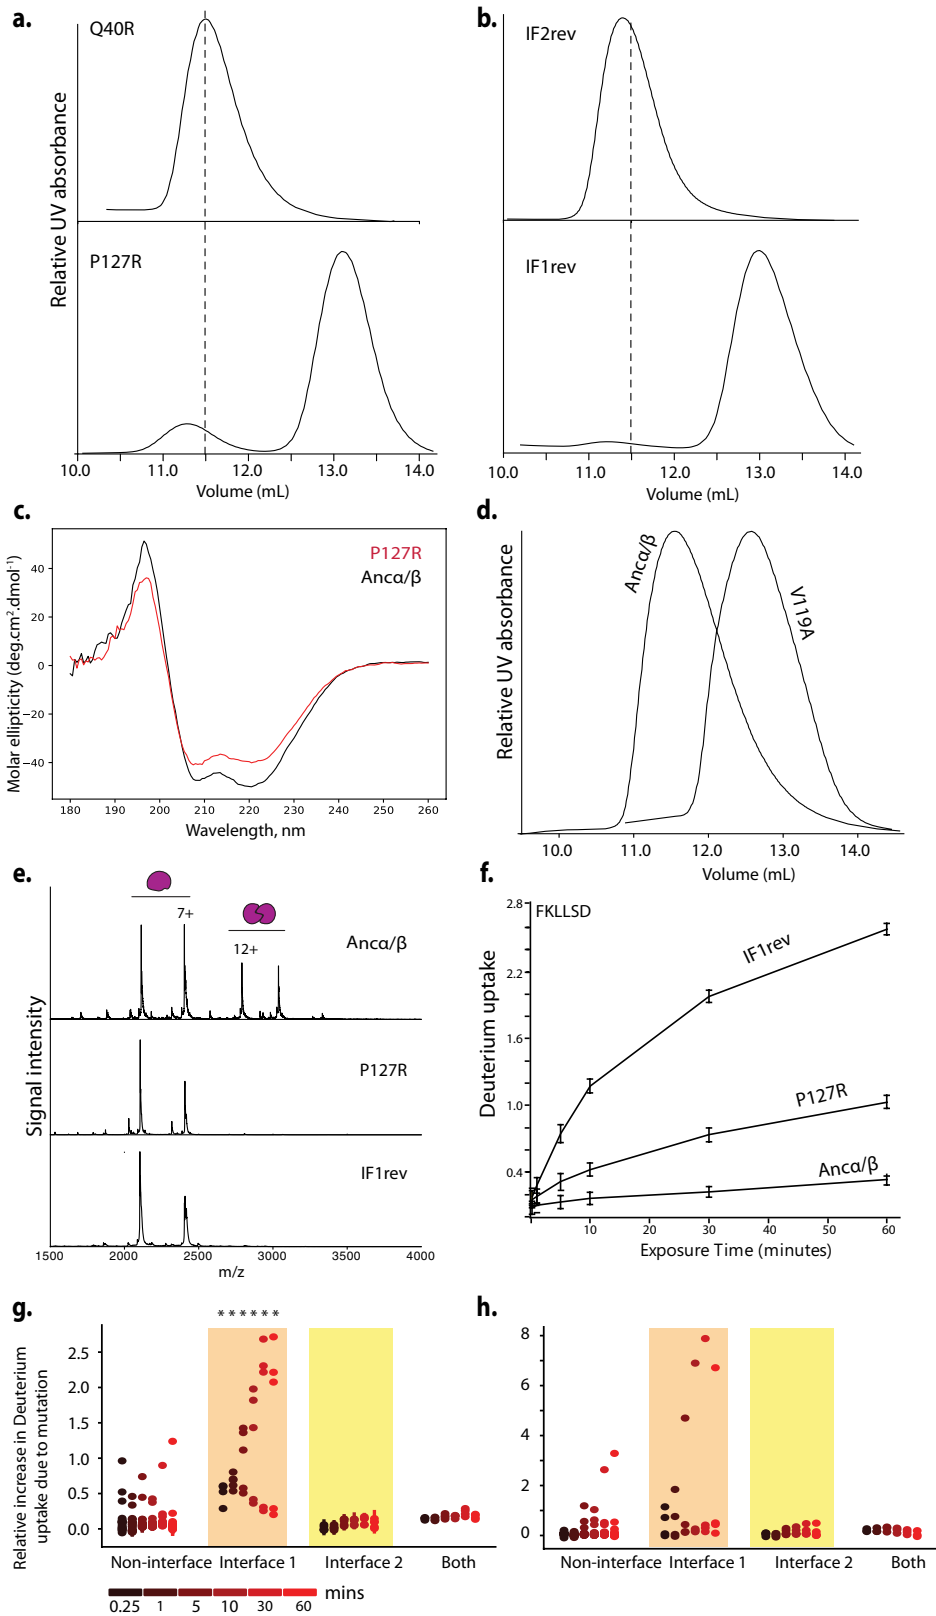 a.
Q40R
P127R
Relative UV absorbance
10.0 11.0 12.0 13.0 14.0
Volume (mL)
b.
IF2rev
IF1rev
10.0 11.0 12.0 13.0 14.0
Volume (mL)
c.
P127R
Ancα/β
Molar ellipticity (deg.cm².dmol⁻¹)
40
20
0
−20
−40
180 190 200 210 220 230 240 250 260
Wavelength, nm
d.
Ancα/β
V119A
Relative UV absorbance
10.0 11.0 12.0 13.0 14.0
Volume (mL)
e.
7+
12+
Ancα/β
P127R
IF1rev
Signal intensity
1500 2000 2500 3000 3500 4000
m/z
f.
FKLLSD
IF1rev
P127R
Ancα/β
Deuterium uptake
2.8
2.2
1.6
1.0
0.4
0 10 20 30 40 50 60
Exposure Time (minutes)
g.
* * * * * *
Relative increase in Deuterium
uptake due to mutation
2.5
2.0
1.5
1.0
0.5
0.0
Non-interface Interface 1 Interface 2 Both
0.25 1 5 10 30 60 mins
h.
8
6
4
2
0
Non-interface Interface 1 Interface 2 Both